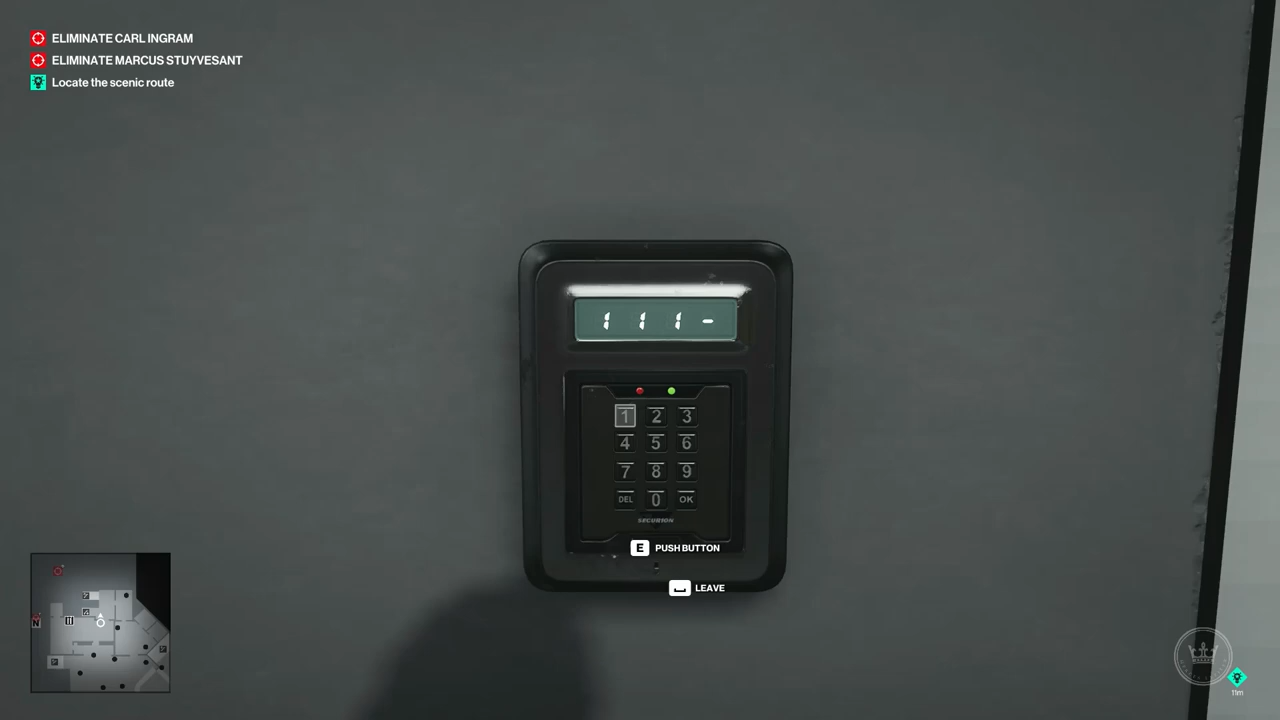 ELIMINATE CARL INGRAM
ELIMINATE MARCUS STUYVESANT
Locate the scenic route
1 1 1 -
1 2 3
4 5 6
7 8 9
DEL 0 OK
SECURION
E PUSH BUTTON
LEAVE
N
11m